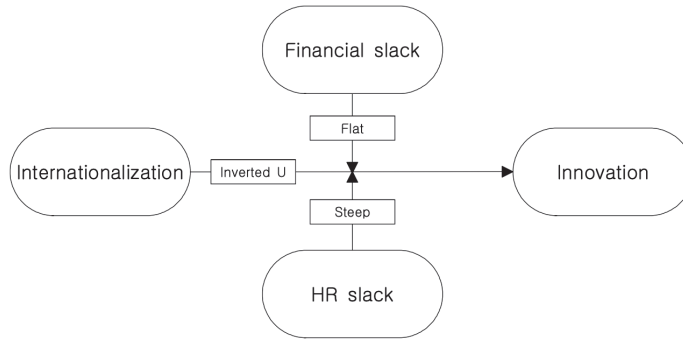 Financial slack
Flat
Internationalization
Inverted U
Innovation
Steep
HR slack